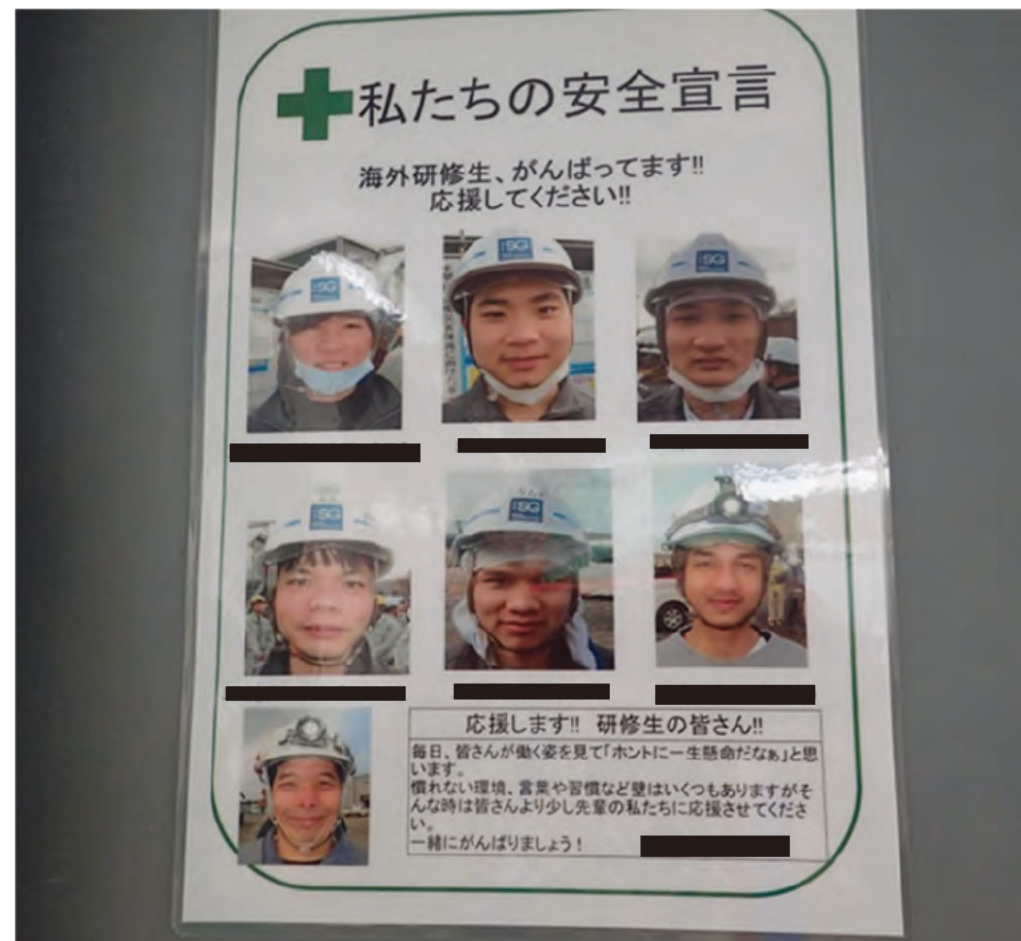 私たちの安全宣言
海外研修生、がんばってます!!
応援してください!!
SG
SG
SG
SG
SG
応援します!! 研修生の皆さん!!
毎日、皆さんが働く姿を見て「ホントに一生懸命だなぁ」と思
います。
慣れない環境、言葉や習慣など壁はいくつもありますがそ
んな時は皆さんより少し先輩の私たちに応援させてくださ
い。
一緒にがんばりましょう!